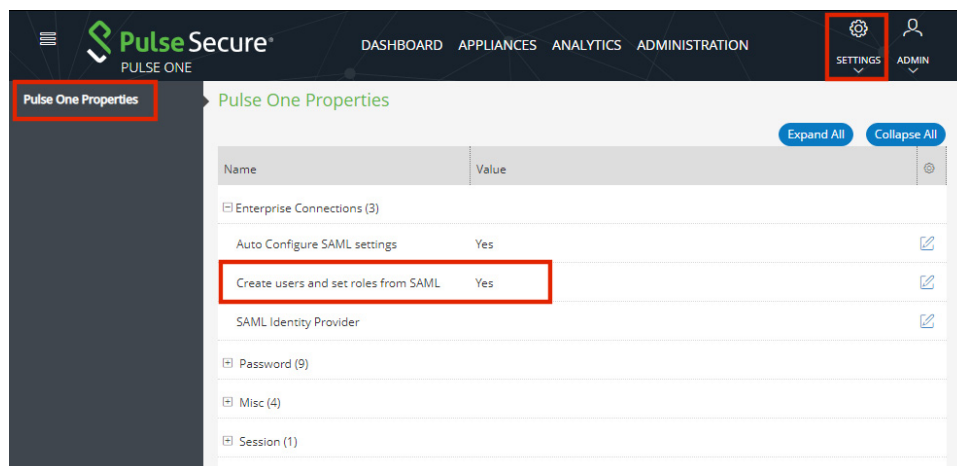 Pulse Secure®
PULSE ONE
DASHBOARD APPLIANCES ANALYTICS ADMINISTRATION
SETTINGS
ADMIN
Pulse One Properties
Pulse One Properties
Expand All
Collapse All
Name Value
Enterprise Connections (3)
Auto Configure SAML settings Yes
Create users and set roles from SAML Yes
SAML Identity Provider
Password (9)
Misc (4)
Session (1)